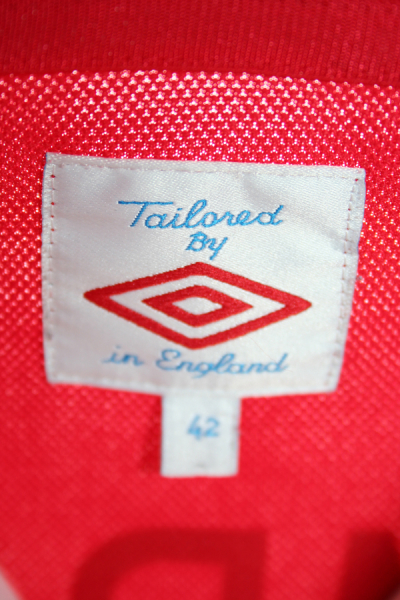 Tailored
By
in England
42